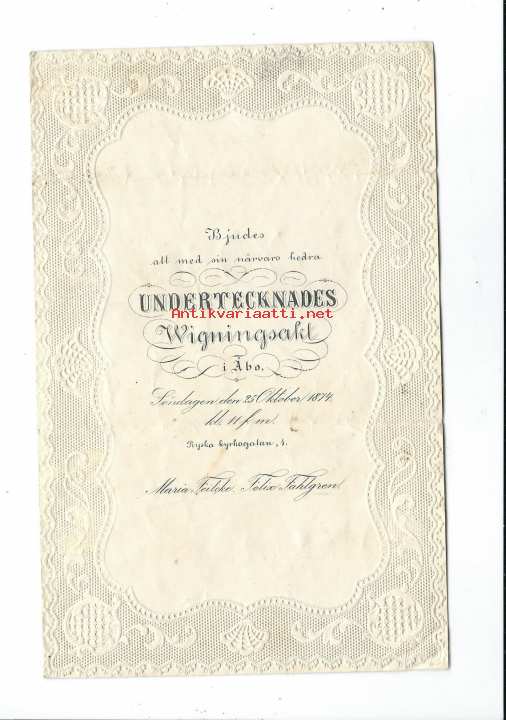 Bjudes
att med sin närvaro hedra
UNDERTECKNADES
Antikvariaatti.net
Wigningsakt
i Åbo.
Söndagen den 25 Oktober 1874
kl. 11 f.m.
Ryska kyrkogatan, 4.
Maria Feilcke. Felix Fahlgren.